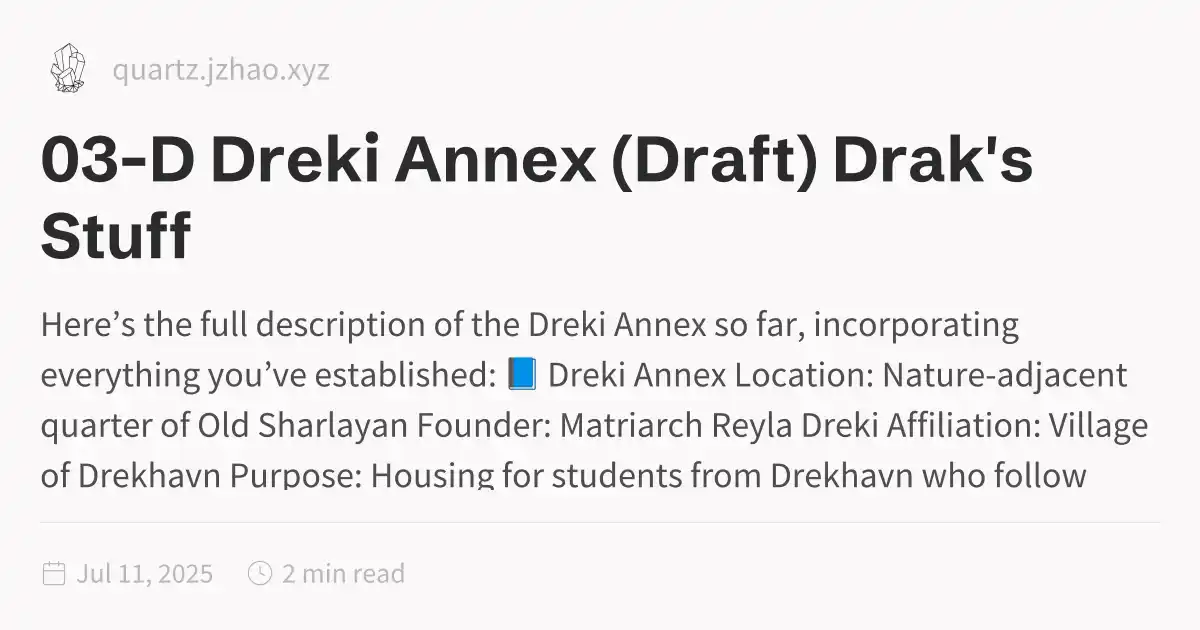 quartz.jzhao.xyz
03-D Dreki Annex (Draft) Drak's
Stuff
Here’s the full description of the Dreki Annex so far, incorporating
everything you’ve established: 📘 Dreki Annex Location: Nature-adjacent
quarter of Old Sharlayan Founder: Matriarch Reyla Dreki Affiliation: Village
of Drekhavn Purpose: Housing for students from Drekhavn who follow
Jul 11, 2025
2 min read